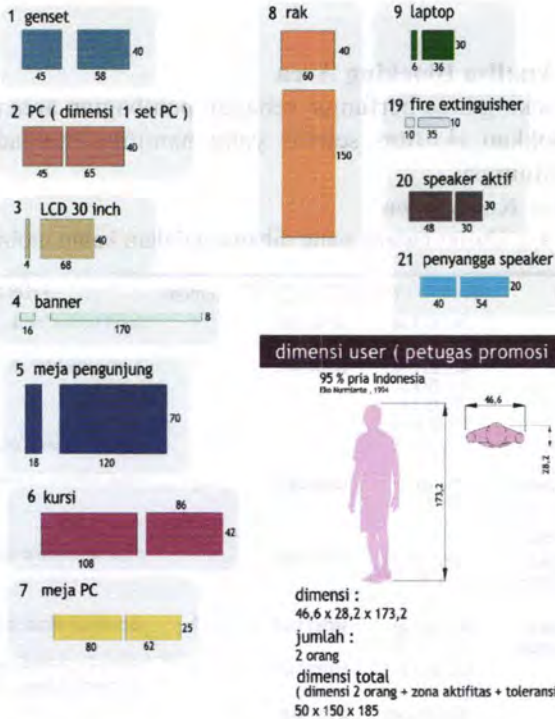 1 genset
40
45
58
2 PC ( dimensi 1 set PC )
40
45
65
3 LCD 30 inch
40
4
68
4 banner
8
16
170
5 meja pengunjung
70
18
120
6 kursi
86
42
108
7 meja PC
25
80
62
8 rak
40
60
150
9 laptop
30
6
36
19 fire extinguisher
10
10
35
20 speaker aktif
30
48
30
21 penyangga speaker
20
40
54
dimensi user ( petugas promosi
95 % pria Indonesia
46,6
28,2
173,2
dimensi :
46,6 x 28,2 x 173,2
jumlah :
2 orang
dimensi total
( dimensi 2 orang + zona aktifitas + toleransi
50 x 150 x 185